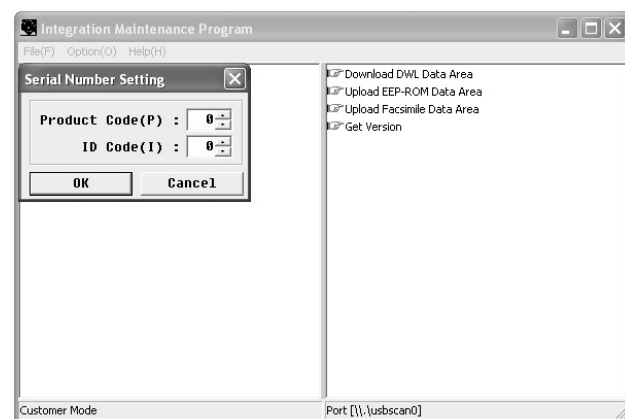 Integration Maintenance Program
File(F) Option(O) Help(H)
Serial Number Setting
Product Code(P) : 0
ID Code(I) : 0
OK Cancel
Download DWL Data Area
Upload EEP-ROM Data Area
Upload Facsimile Data Area
Get Version
Customer Mode
Port [\\.\usbscan0]